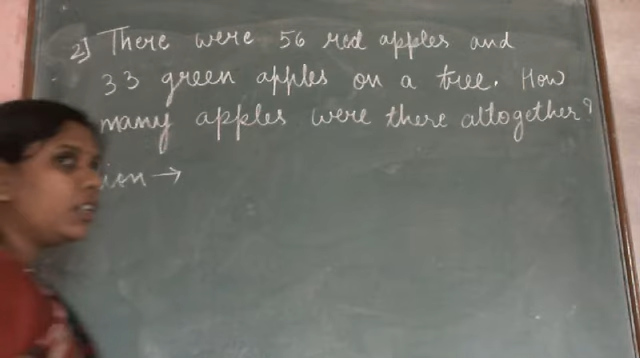 2) There were 56 red apples and
33 green apples on a tree. How
many apples were there altogether?
→